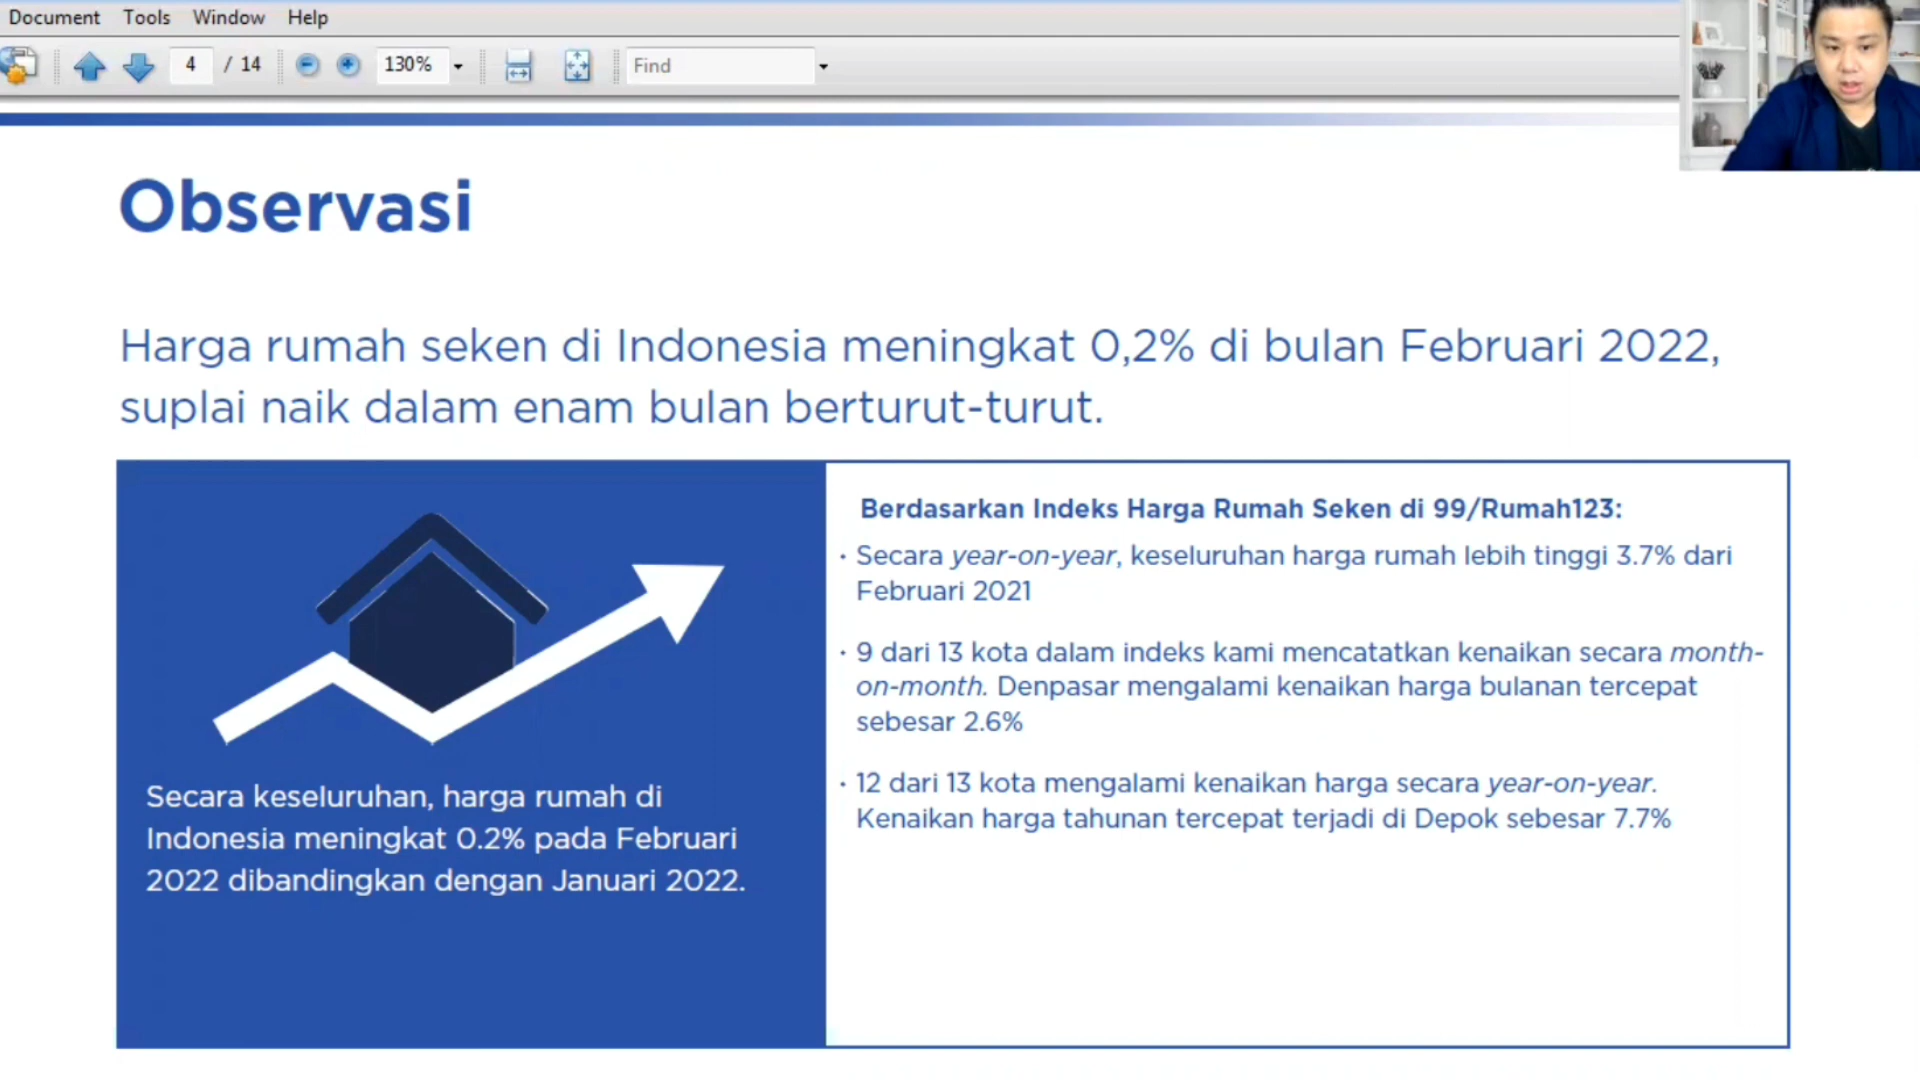 Document Tools Window Help
4 / 14 130% Find
Observasi
Harga rumah seken di Indonesia meningkat 0,2% di bulan Februari 2022,
suplai naik dalam enam bulan berturut-turut.
Secara keseluruhan, harga rumah di
Indonesia meningkat 0.2% pada Februari
2022 dibandingkan dengan Januari 2022.
Berdasarkan Indeks Harga Rumah Seken di 99/Rumah123:
· Secara year-on-year, keseluruhan harga rumah lebih tinggi 3.7% dari
Februari 2021
· 9 dari 13 kota dalam indeks kami mencatatkan kenaikan secara month-
on-month. Denpasar mengalami kenaikan harga bulanan tercepat
sebesar 2.6%
· 12 dari 13 kota mengalami kenaikan harga secara year-on-year.
Kenaikan harga tahunan tercepat terjadi di Depok sebesar 7.7%